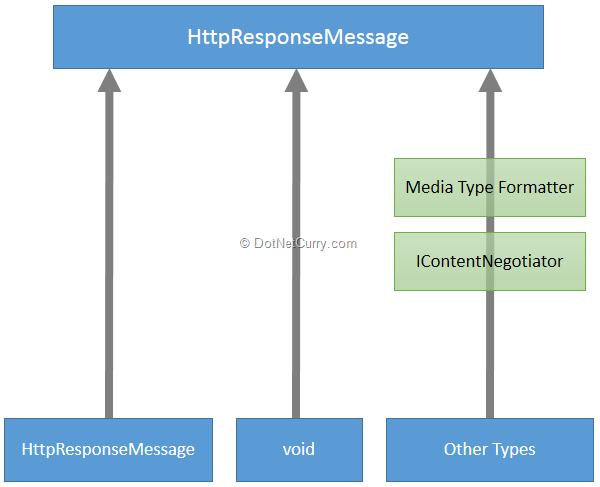 HttpResponseMessage
Media Type Formatter
© DotNetCurry.com
IContentNegotiator
HttpResponseMessage
void
Other Types